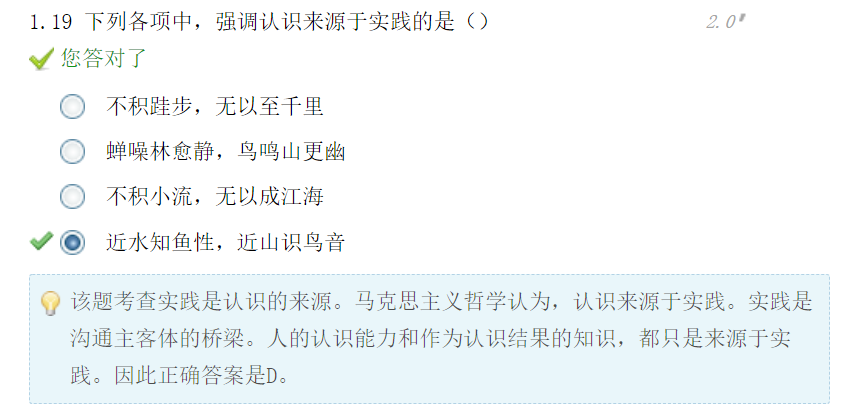 1.19 下列各项中，强调认识来源于实践的是（）
2.0
您答对了
不积跬步，无以至千里
蝉噪林愈静，鸟鸣山更幽
不积小流，无以成江海
近水知鱼性，近山识鸟音
该题考查实践是认识的来源。马克思主义哲学认为，认识来源于实践。实践是
沟通主客体的桥梁。人的认识能力和作为认识结果的知识，都只是来源于实
践。因此正确答案是D。